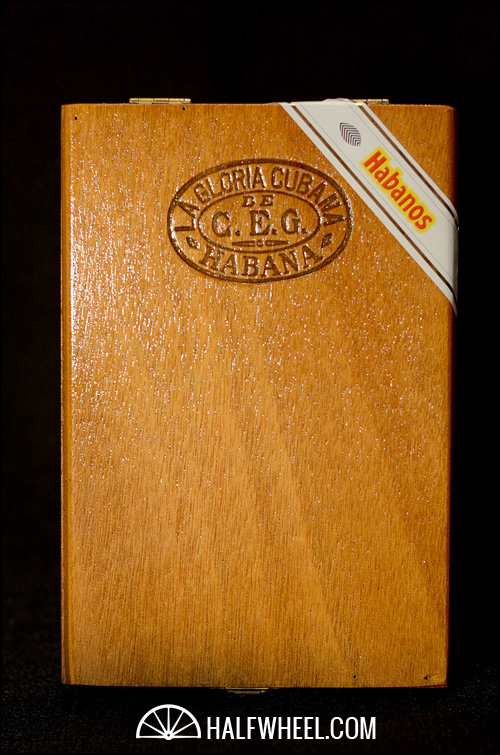 Habanos
LA GLORIA CUBANA
DE
C. E. G.
HABANA
HALFWHEEL.COM